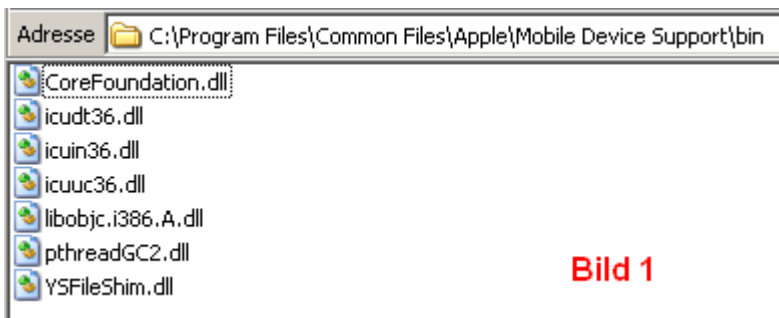 Adresse C:\Program Files\Common Files\Apple\Mobile Device Support\bin
CoreFoundation.dll
icudt36.dll
icuin36.dll
icuuc36.dll
libobjc.i386.A.dll
pthreadGC2.dll
YSFileShim.dll
Bild 1